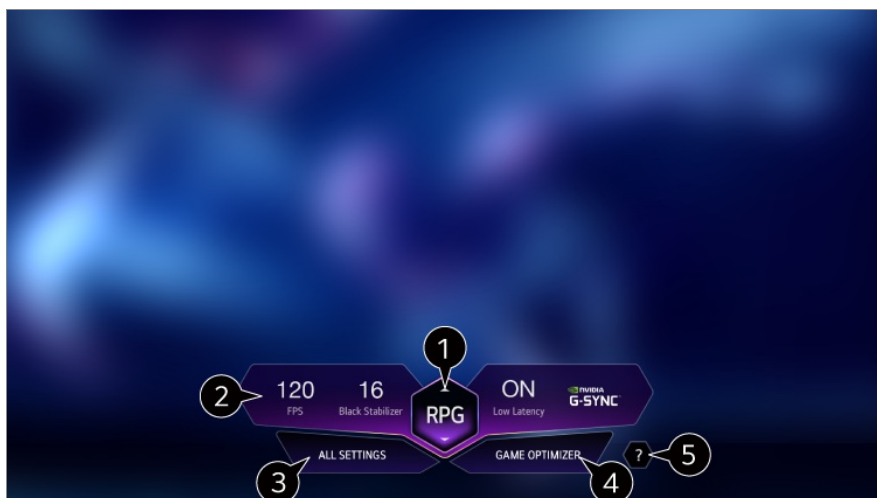 1
2
120
FPS
16
Black Stabilizer
RPG
ON
Low Latency
NVIDIA
G-SYNC
ALL SETTINGS
GAME OPTIMIZER
?
3
4
5